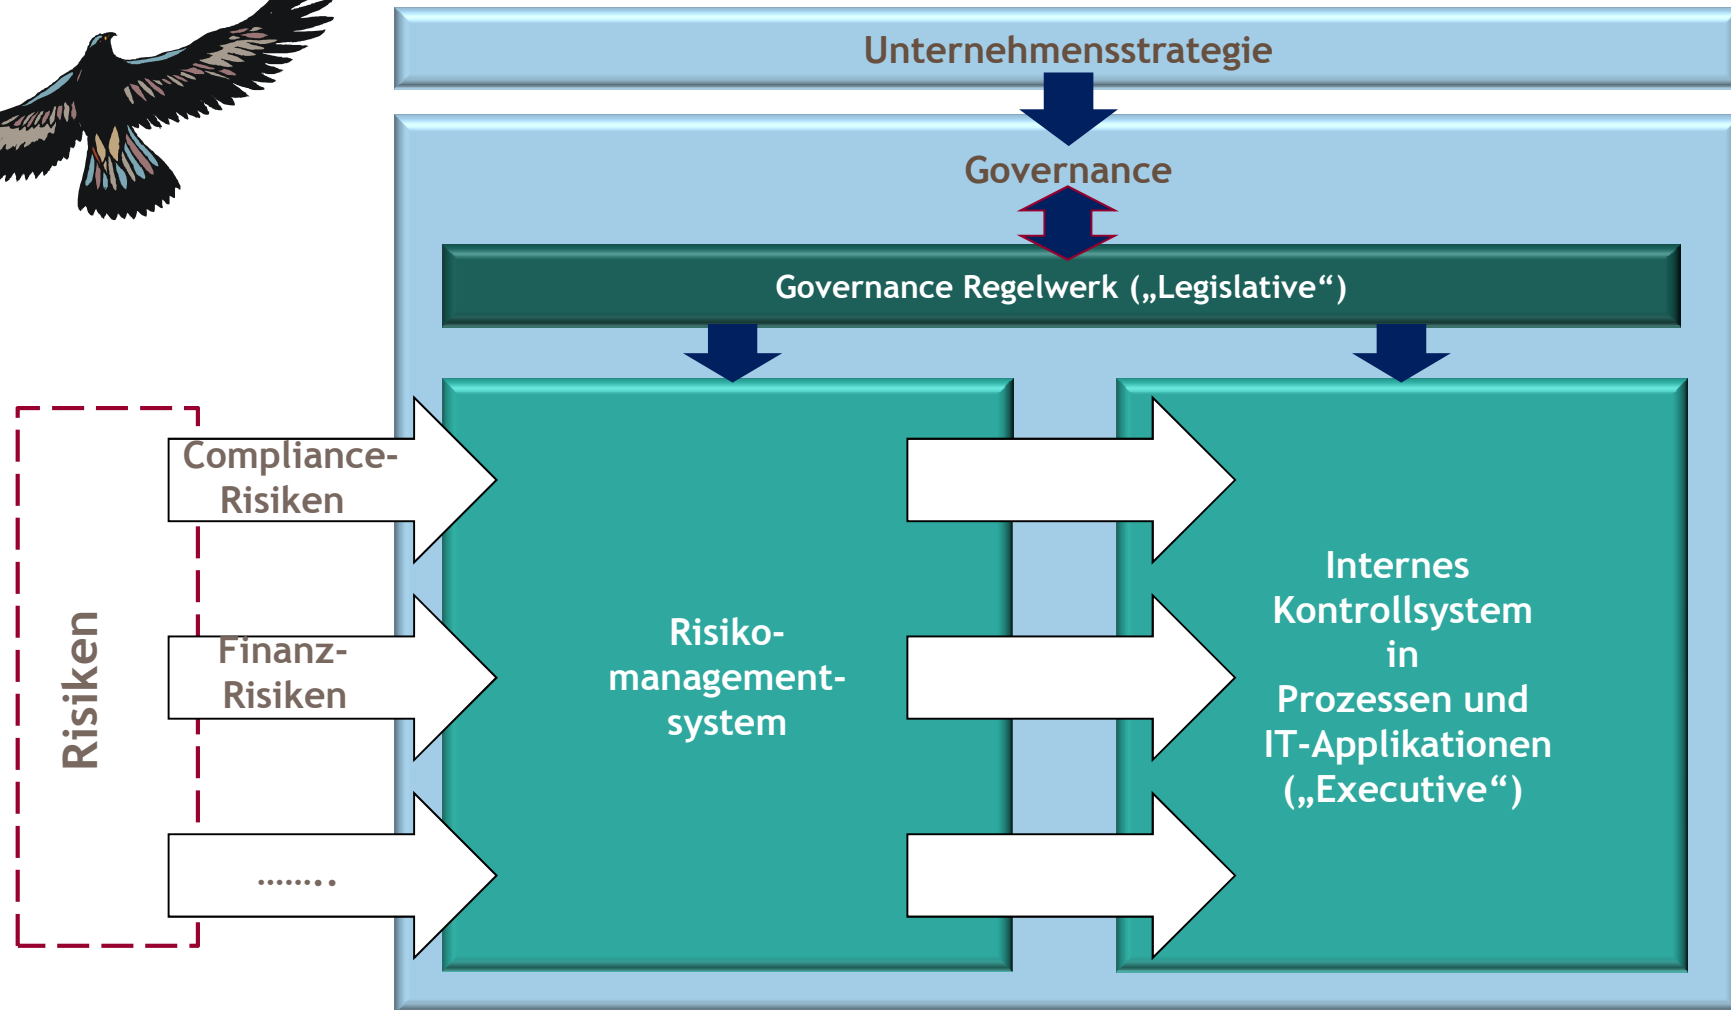 Unternehmensstrategie
Governance
Governance Regelwerk („Legislative“)
Risiken
Compliance-
Risiken
Finanz-
Risiken
……..
Risiko-
management-
system
Internes
Kontrollsystem
in
Prozessen und
IT-Applikationen
(„Executive“)